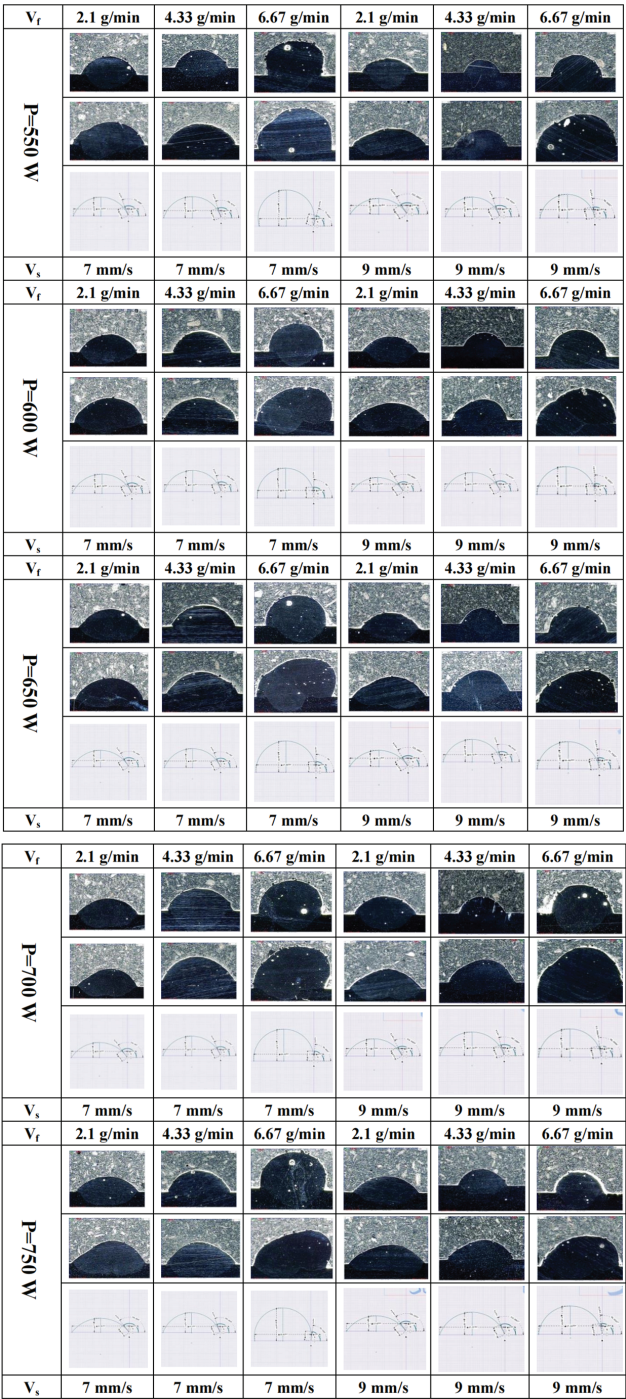 Vf 2.1 g/min 4.33 g/min 6.67 g/min 2.1 g/min 4.33 g/min 6.67 g/min
P=550 W
Vs 7 mm/s 7 mm/s 7 mm/s 9 mm/s 9 mm/s 9 mm/s
Vf 2.1 g/min 4.33 g/min 6.67 g/min 2.1 g/min 4.33 g/min 6.67 g/min
P=600 W
Vs 7 mm/s 7 mm/s 7 mm/s 9 mm/s 9 mm/s 9 mm/s
Vf 2.1 g/min 4.33 g/min 6.67 g/min 2.1 g/min 4.33 g/min 6.67 g/min
P=650 W
Vs 7 mm/s 7 mm/s 7 mm/s 9 mm/s 9 mm/s 9 mm/s
Vf 2.1 g/min 4.33 g/min 6.67 g/min 2.1 g/min 4.33 g/min 6.67 g/min
P=700 W
Vs 7 mm/s 7 mm/s 7 mm/s 9 mm/s 9 mm/s 9 mm/s
Vf 2.1 g/min 4.33 g/min 6.67 g/min 2.1 g/min 4.33 g/min 6.67 g/min
P=750 W
Vs 7 mm/s 7 mm/s 7 mm/s 9 mm/s 9 mm/s 9 mm/s